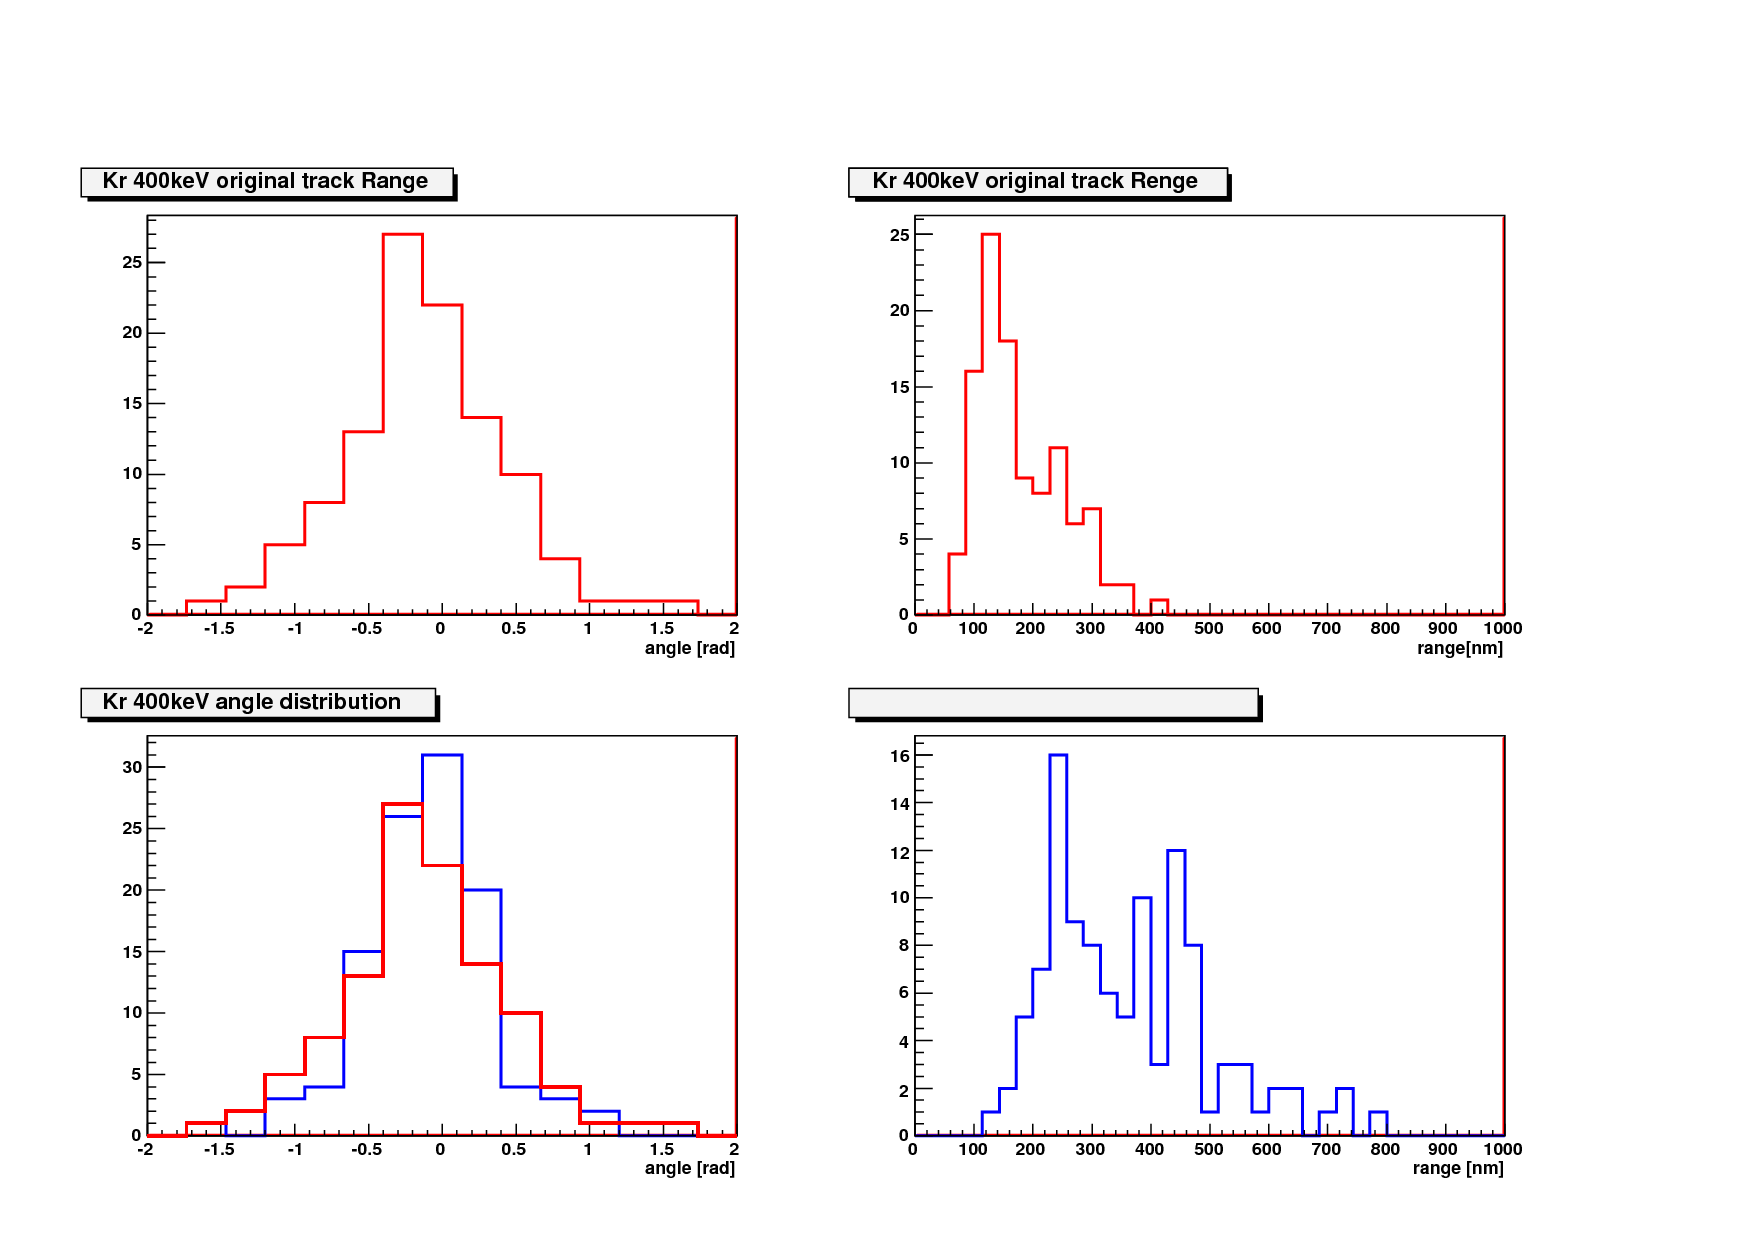 Kr 400keV original track Range
25
20
15
10
5
0
-2 -1.5 -1 -0.5 0 0.5 1 1.5 2
angle [rad]
Kr 400keV original track Renge
25
20
15
10
5
0
0 100 200 300 400 500 600 700 800 900 1000
range[nm]
Kr 400keV angle distribution
30
25
20
15
10
5
0
-2 -1.5 -1 -0.5 0 0.5 1 1.5 2
angle [rad]
16
14
12
10
8
6
4
2
0
0 100 200 300 400 500 600 700 800 900 1000
range [nm]